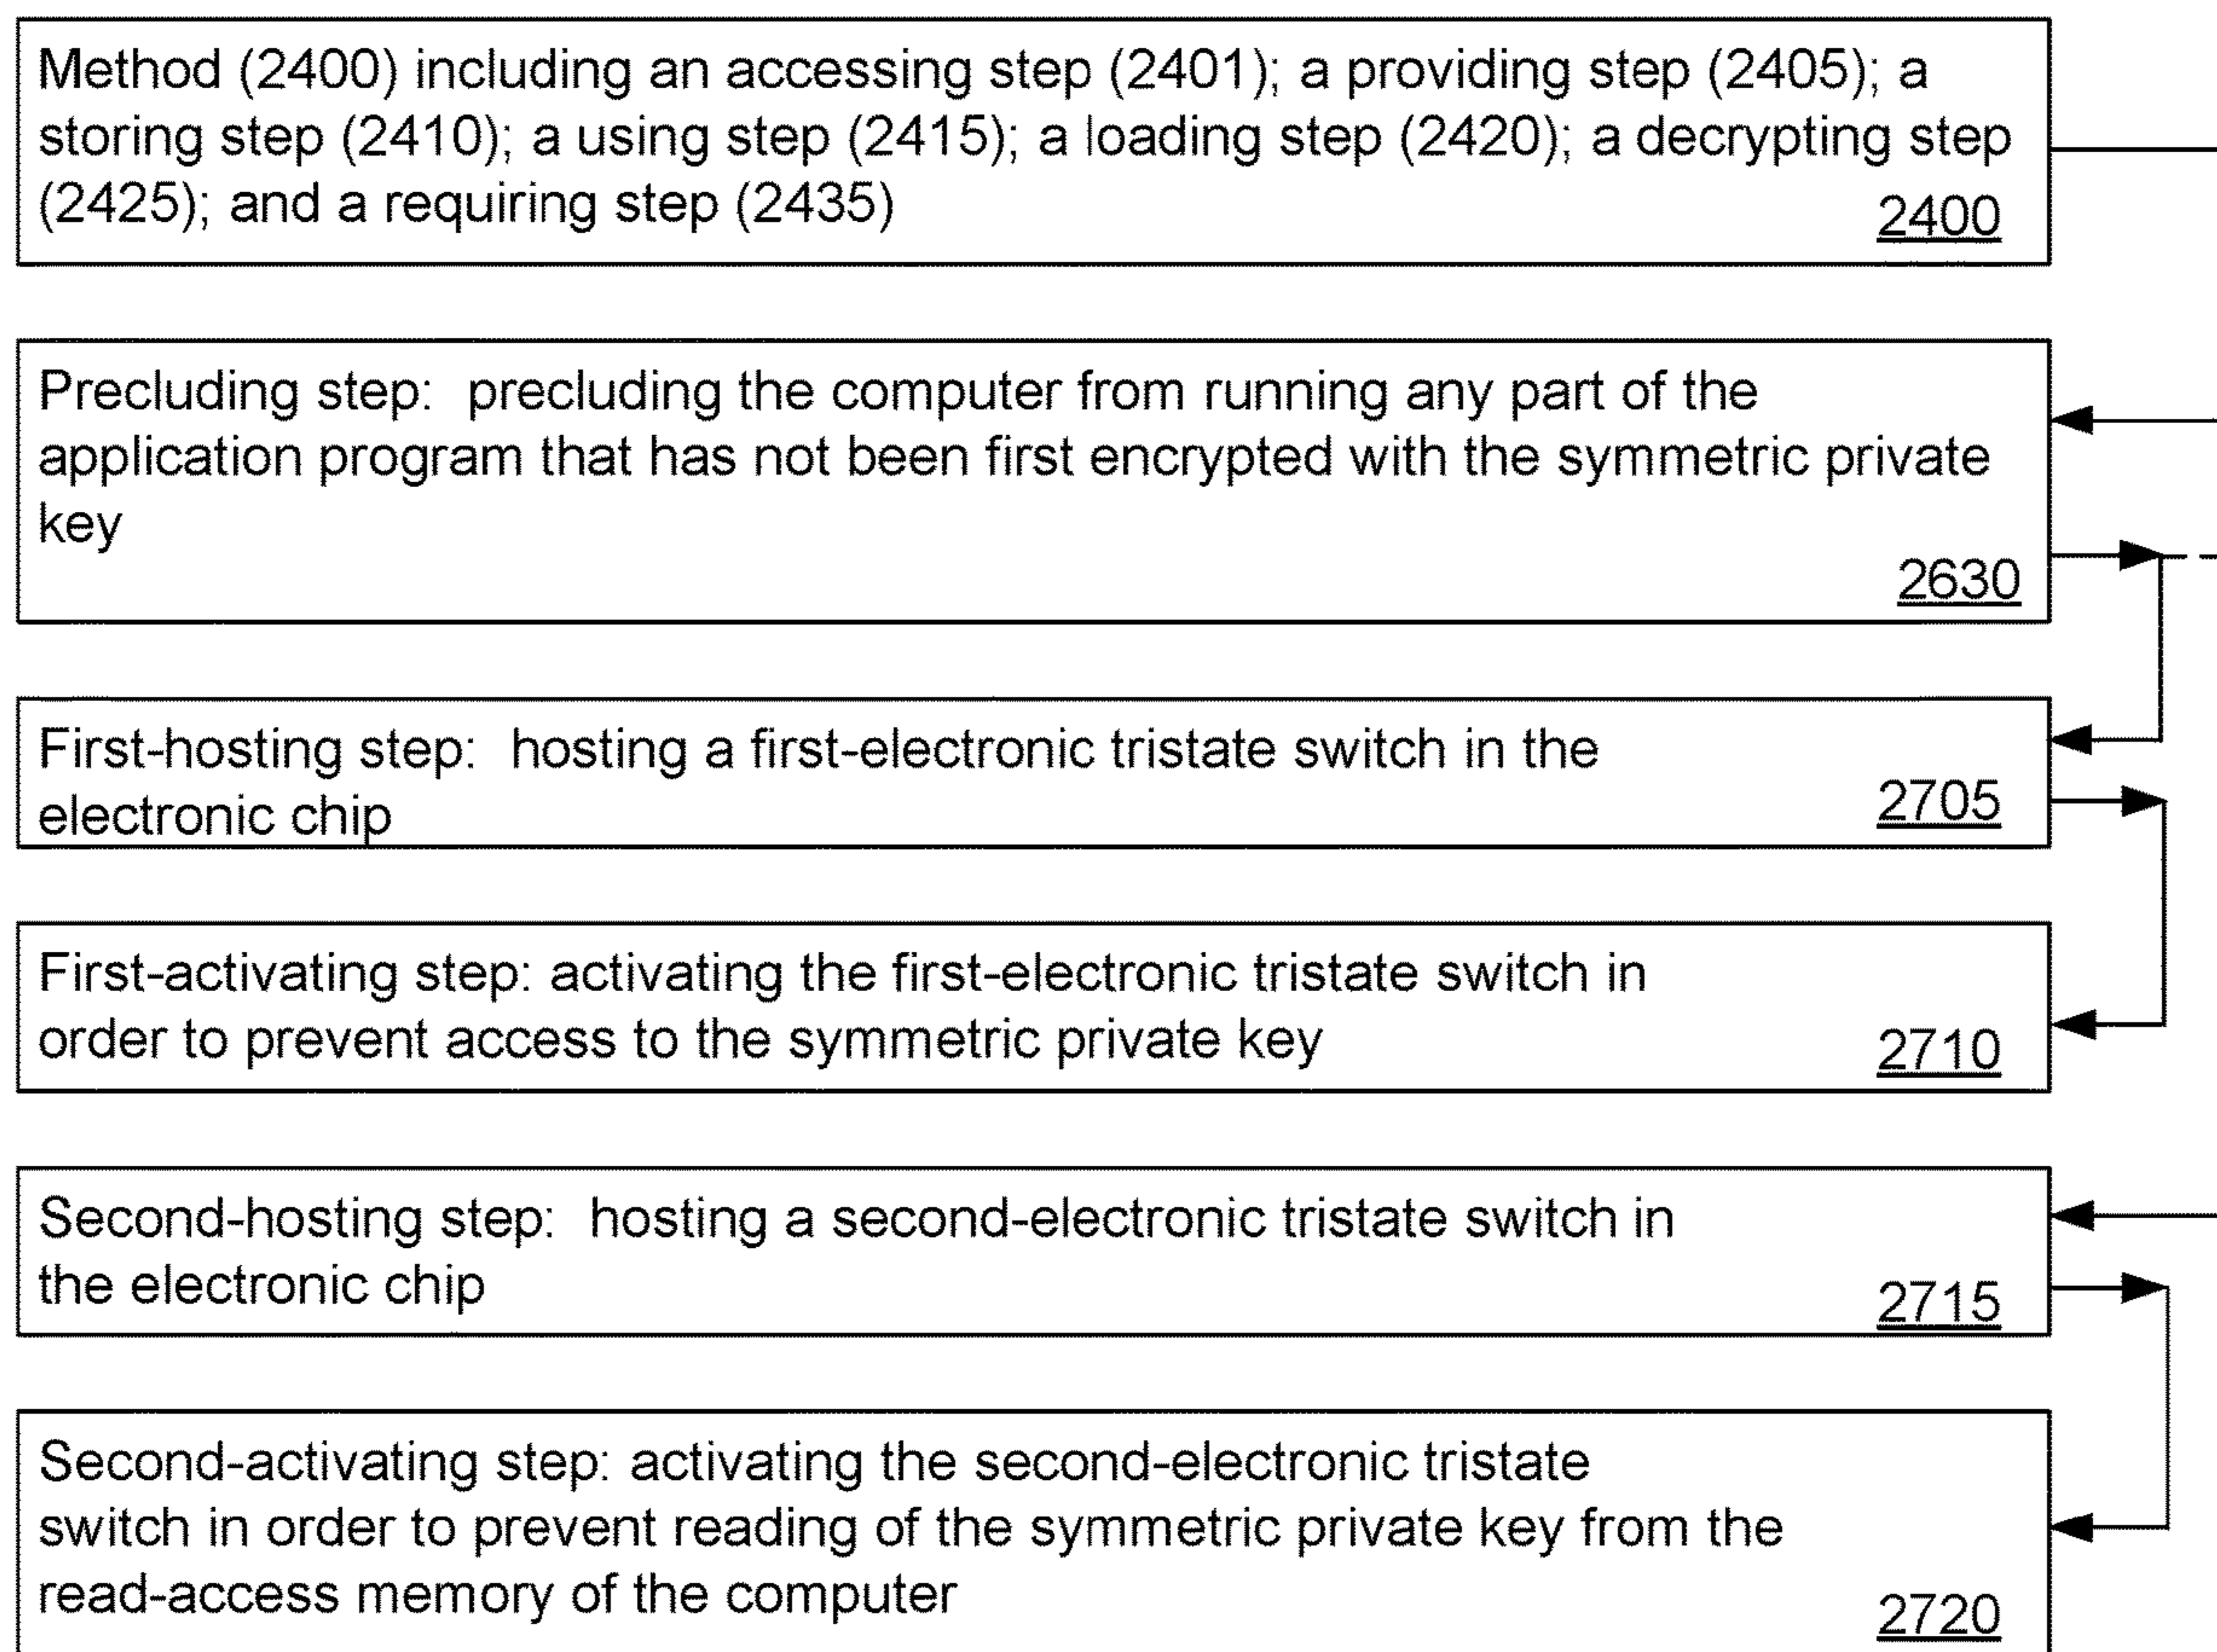 Method (2400) including an accessing step (2401); a providing step (2405); a
storing step (2410); a using step (2415); a loading step (2420); a decrypting step
(2425); and a requiring step (2435)
2400
Precluding step: precluding the computer from running any part of the
application program that has not been first encrypted with the symmetric private
key
2630
First-hosting step: hosting a first-electronic tristate switch in the
electronic chip
2705
First-activating step: activating the first-electronic tristate switch in
order to prevent access to the symmetric private key
2710
Second-hosting step: hosting a second-electronic tristate switch in
the electronic chip
2715
Second-activating step: activating the second-electronic tristate
switch in order to prevent reading of the symmetric private key from the
read-access memory of the computer
2720